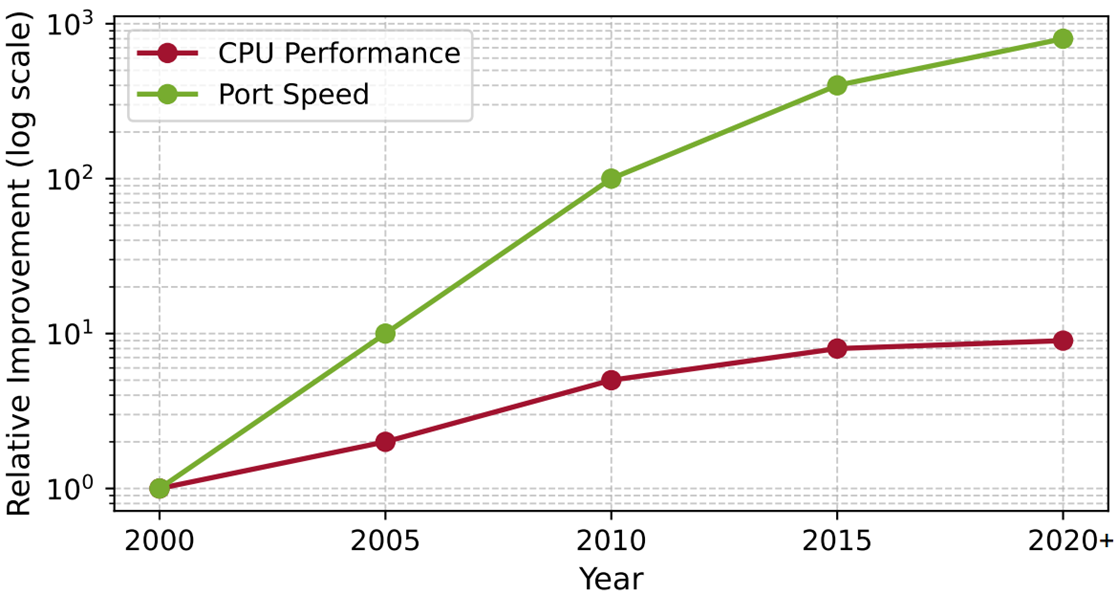 Relative Improvement (log scale)
10³
10²
10¹
10⁰
CPU Performance
Port Speed
2000 2005 2010 2015 2020+
Year